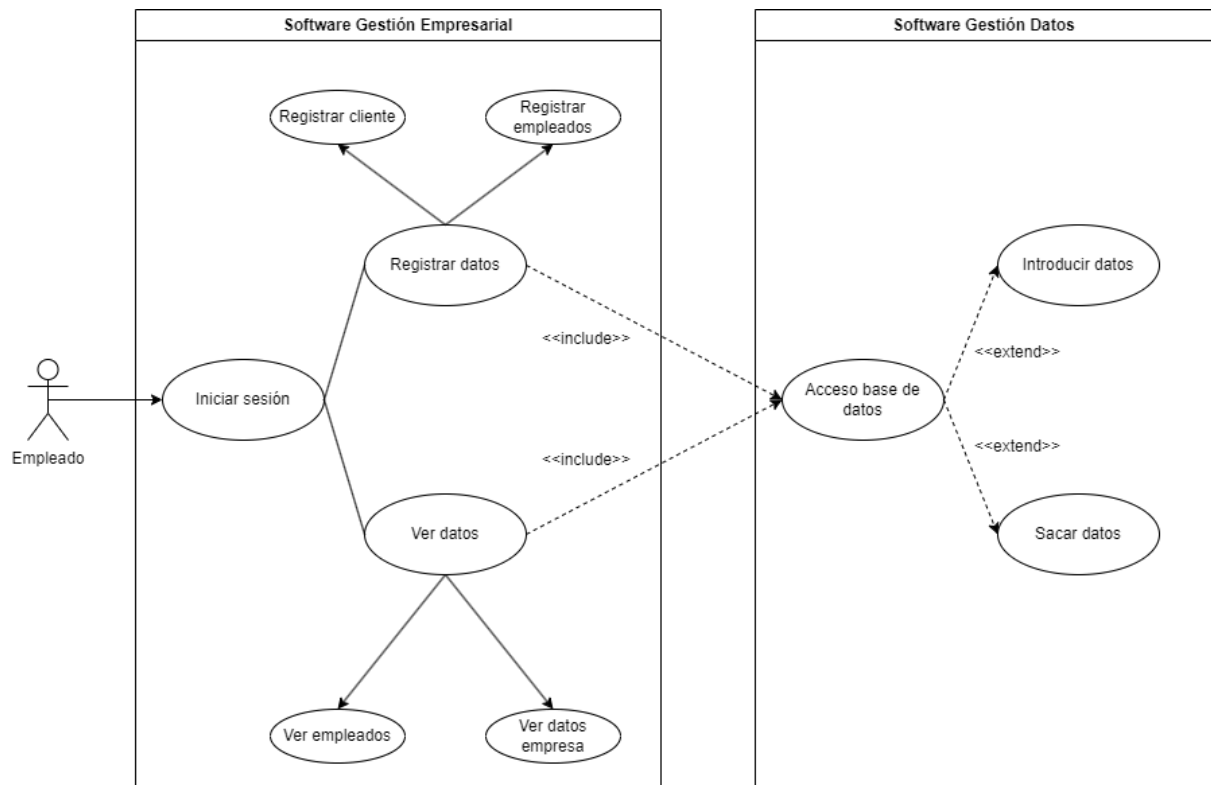 Software Gestión Empresarial
Software Gestión Datos
Registrar cliente
Registrar
empleados
Registrar datos
Introducir datos
<<include>>
<<extend>>
Iniciar sesión
Acceso base de
datos
Empleado
<<include>>
<<extend>>
Ver datos
Sacar datos
Ver empleados
Ver datos
empresa